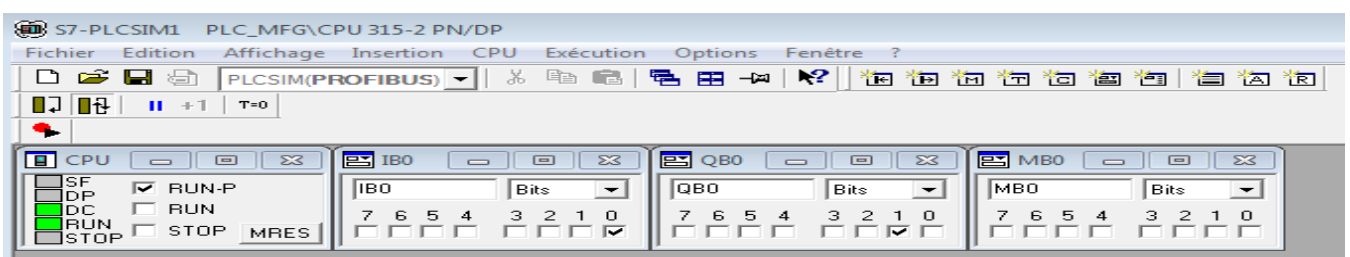 S7-PLCSIM1 PLC_MFG\CPU 315-2 PN/DP
Fichier Edition Affichage Insertion CPU Exécution Options Fenêtre ?
PLCSIM(PROFIBUS)
+1 T=0
CPU
SF
DP
DC
RUN
STOP
RUN-P
RUN
STOP MRES
IB0
IB0 Bits
7 6 5 4 3 2 1 0
QB0
QB0 Bits
7 6 5 4 3 2 1 0
MB0
MB0 Bits
7 6 5 4 3 2 1 0